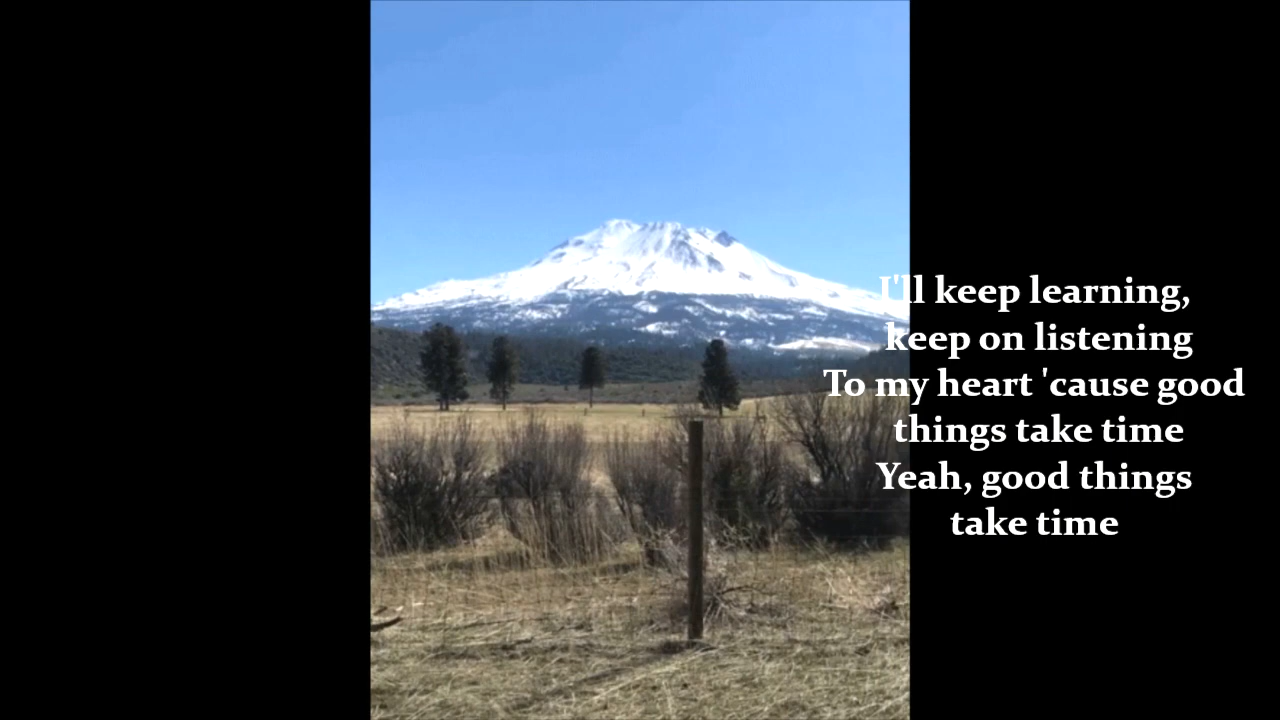 I'll keep learning,
keep on listening
To my heart 'cause good
things take time
Yeah, good things
take time